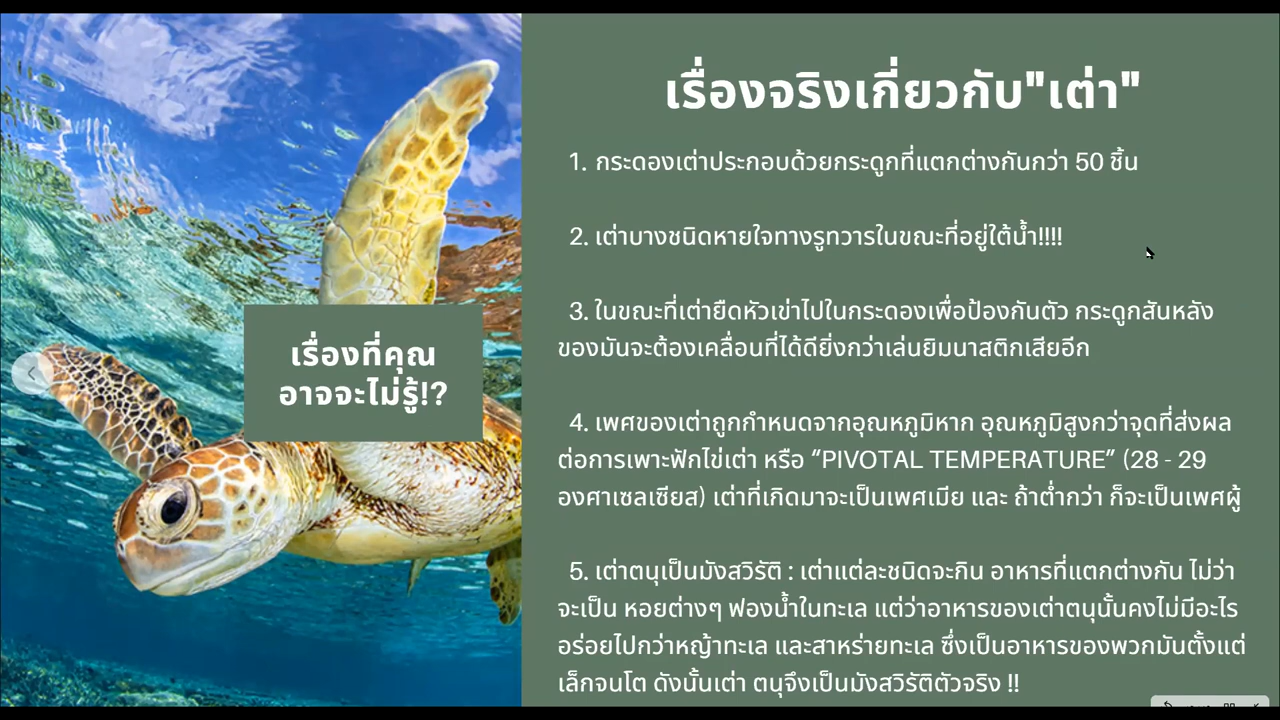 เรื่องจริงเกี่ยวกับ"เต่า"
1. กระดองเต่าประกอบด้วยกระดูกที่แตกต่างกันกว่า 50 ชิ้น
2. เต่าบางชนิดหายใจทางรูทวารในขณะที่อยู่ใต้น้ำ!!!!
3. ในขณะที่เต่ายืดหัวเข่าไปในกระดองเพื่อป้องกันตัว กระดูกสันหลัง
ของมันจะต้องเคลื่อนที่ได้ดียิ่งกว่าเล่นยิมนาสติกเสียอีก
4. เพศของเต่าถูกกำหนดจากอุณหภูมิหาก อุณหภูมิสูงกว่าจุดที่ส่งผล
ต่อการเพาะฟักไข่เต่า หรือ “PIVOTAL TEMPERATURE” (28 - 29
องศาเซลเซียส) เต่าที่เกิดมาจะเป็นเพศเมีย และ ถ้าต่ำกว่า ก็จะเป็นเพศผู้
5. เต่าตนุเป็นมังสวิรัติ : เต่าแต่ละชนิดจะกิน อาหารที่แตกต่างกัน ไม่ว่า
จะเป็น หอยต่างๆ ฟองน้ำในทะเล แต่ว่าอาหารของเต่าตนุนั้นคงไม่มีอะไร
อร่อยไปกว่าหญ้าทะเล และสาหร่ายทะเล ซึ่งเป็นอาหารของพวกมันตั้งแต่
เล็กจนโต ดังนั้นเต่า ตนุจึงเป็นมังสวิรัติตัวจริง !!
เรื่องที่คุณ
อาจจะไม่รู้!?